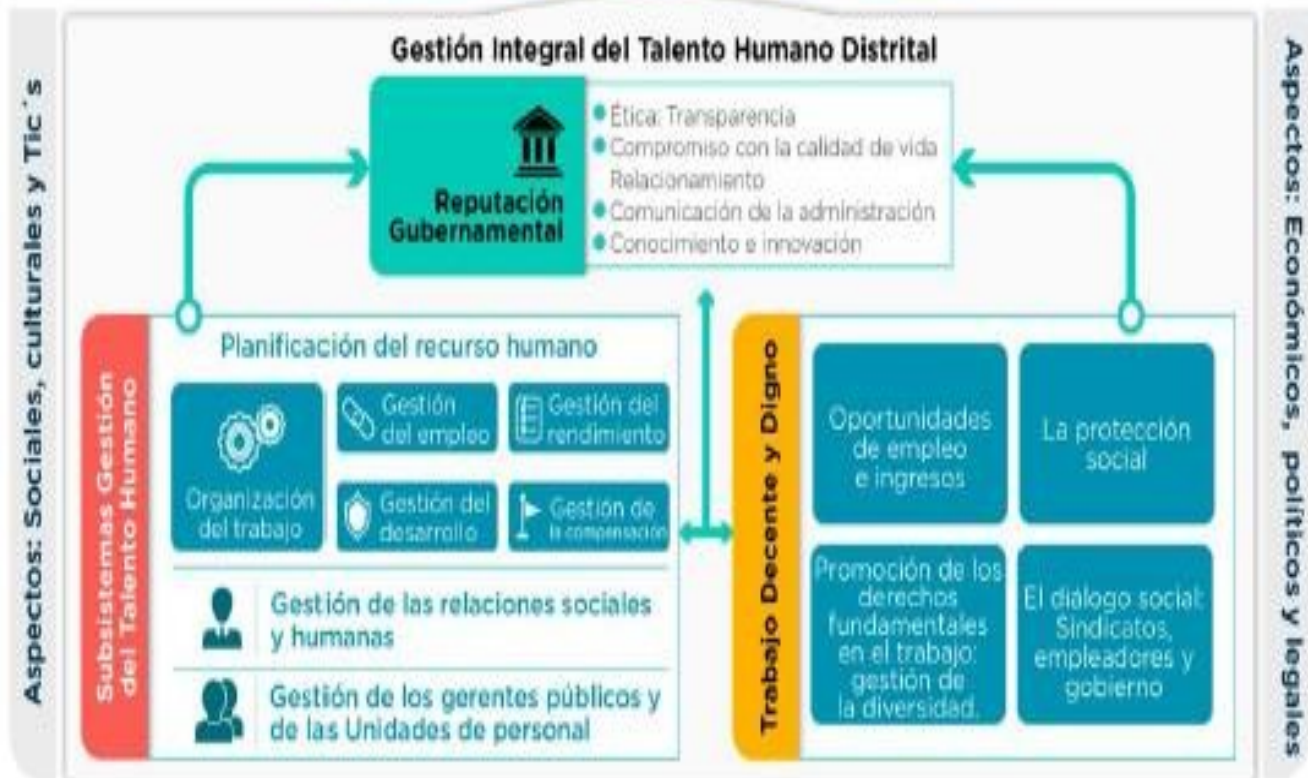 Aspectos: Sociales, culturales y Tic´s
Gestión Integral del Talento Humano Distrital
Reputación
Gubernamental
Ética: Transparencia
Compromiso con la calidad de vida
Relacionamiento
Comunicación de la administración
Conocimiento e innovación
Subsistemas Gestión
del Talento Humano
Planificación del recurso humano
Organización
del trabajo
Gestión
del empleo
Gestión del
rendimiento
Gestión del
desarrollo
Gestión de
la compensación
Gestión de las relaciones sociales
y humanas
Gestión de los gerentes públicos y
de las Unidades de personal
Trabajo Decente y Digno
Oportunidades
de empleo
e ingresos
La protección
social
Promoción de los
derechos
fundamentales
en el trabajo:
gestión de
la diversidad.
El diálogo social:
Sindicatos,
empleadores y
gobierno
Aspectos: Económicos, políticos y legales